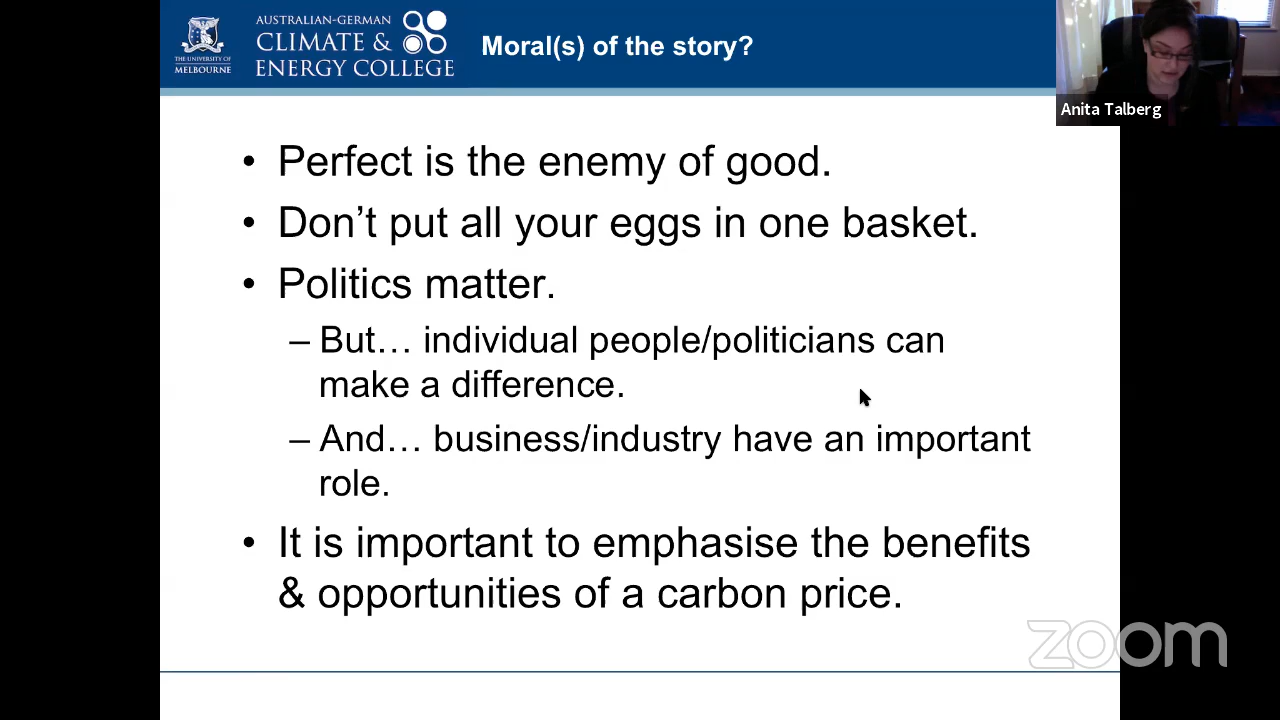 THE UNIVERSITY OF
MELBOURNE
AUSTRALIAN-GERMAN
CLIMATE &
ENERGY COLLEGE
Moral(s) of the story?
Anita Talberg
• Perfect is the enemy of good.
• Don’t put all your eggs in one basket.
• Politics matter.
– But… individual people/politicians can
make a difference.
– And… business/industry have an important
role.
• It is important to emphasise the benefits
& opportunities of a carbon price.
zoom